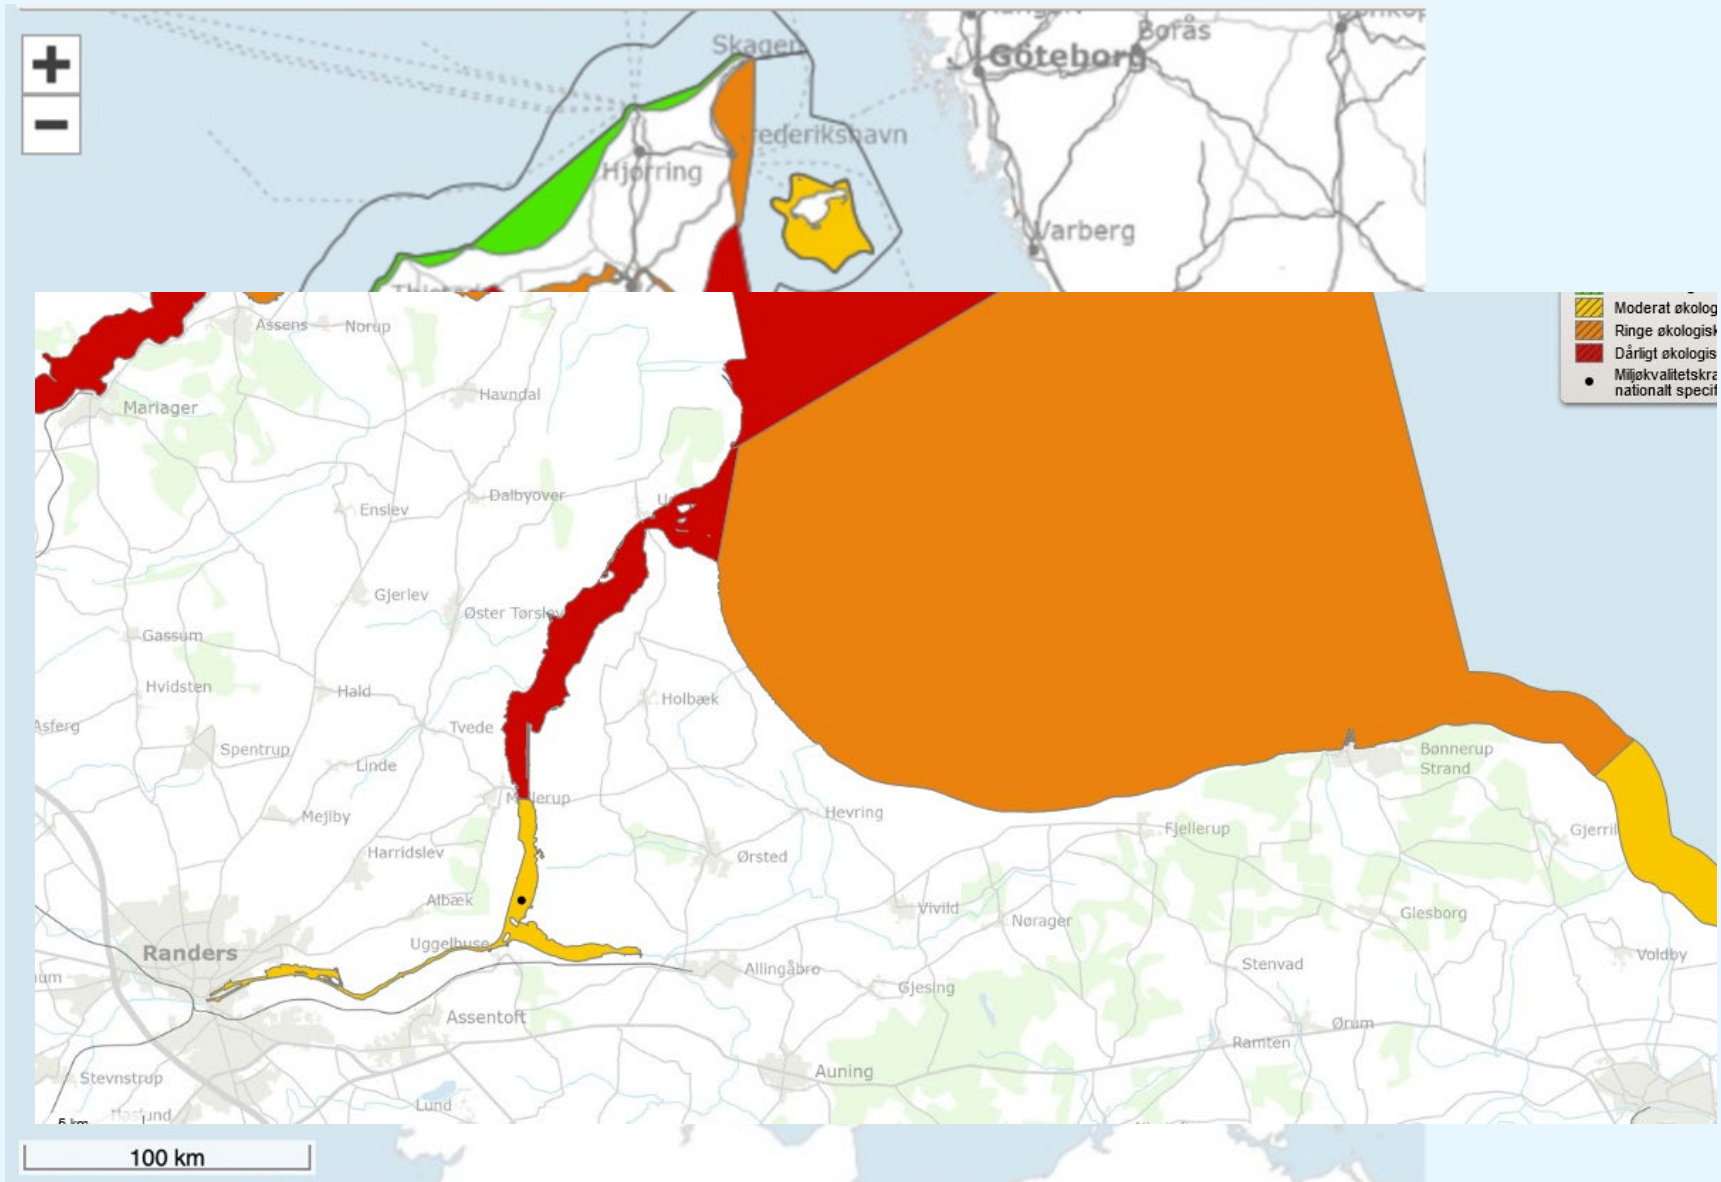 Skagen
Borås
Göteborg
Hjørring
Varberg
Moderat økolog
Ringe økologisk
Dårligt økologis
Miljøkvalitetskra
nationalt specif
Assens
Norup
Mariager
Havndal
Dalbyover
Enslev
Gjerlev
Øster Tørslev
Gassum
Hvidsten
Hald
Holbæk
Asferg
Tvede
Spentrup
Linde
Bønnerup
Strand
Mejlby
Hevring
Fjellerup
Gjerril
Harridslev
Ørsted
Albæk
Vivild
Nørager
Glesborg
Uggelhuse
Randers
Voldby
Allingåbro
Stenvad
Gjesing
Assentoft
Ørum
Ramten
Stevnstrup
Auning
Lund
100 km